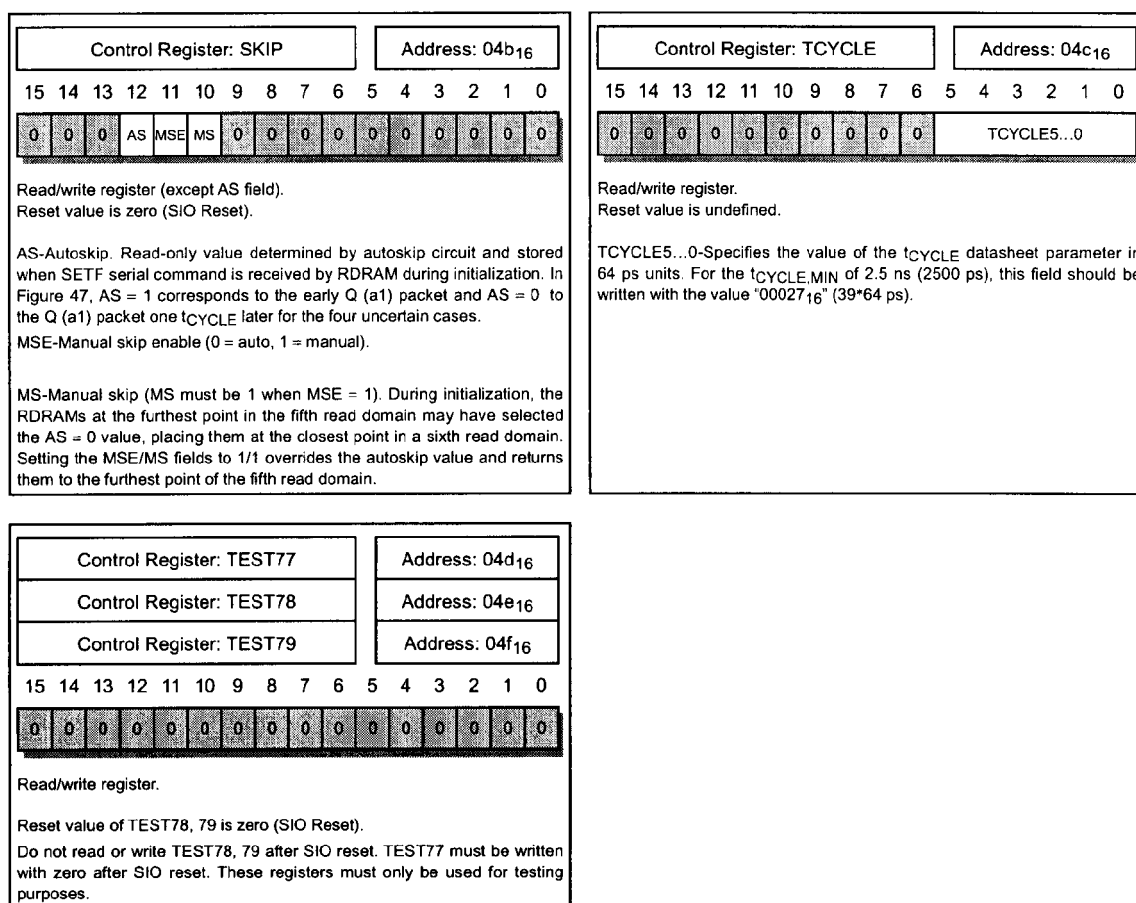 Control Register: SKIP
Address: 04b16
15 14 13 12 11 10 9 8 7 6 5 4 3 2 1 0
0 0 0 AS MSE MS 0 0 0 0 0 0 0 0 0 0
Read/write register (except AS field).
Reset value is zero (SIO Reset).
AS-Autoskip. Read-only value determined by autoskip circuit and stored
when SETF serial command is received by RDRAM during initialization. In
Figure 47, AS = 1 corresponds to the early Q (a1) packet and AS = 0 to
the Q (a1) packet one tCYCLE later for the four uncertain cases.
MSE-Manual skip enable (0 = auto, 1 = manual).
MS-Manual skip (MS must be 1 when MSE = 1). During initialization, the
RDRAMs at the furthest point in the fifth read domain may have selected
the AS = 0 value, placing them at the closest point in a sixth read domain.
Setting the MSE/MS fields to 1/1 overrides the autoskip value and returns
them to the furthest point of the fifth read domain.
Control Register: TCYCLE
Address: 04c16
15 14 13 12 11 10 9 8 7 6 5 4 3 2 1 0
0 0 0 0 0 0 0 0 0 0 TCYCLE5...0
Read/write register.
Reset value is undefined.
TCYCLE5...0-Specifies the value of the tCYCLE datasheet parameter in
64 ps units. For the tCYCLE,MIN of 2.5 ns (2500 ps), this field should be
written with the value "0002716" (39*64 ps).
Control Register: TEST77
Address: 04d16
Control Register: TEST78
Address: 04e16
Control Register: TEST79
Address: 04f16
15 14 13 12 11 10 9 8 7 6 5 4 3 2 1 0
0 0 0 0 0 0 0 0 0 0 0 0 0 0 0 0
Read/write register.
Reset value of TEST78, 79 is zero (SIO Reset).
Do not read or write TEST78, 79 after SIO reset. TEST77 must be written
with zero after SIO reset. These registers must only be used for testing
purposes.